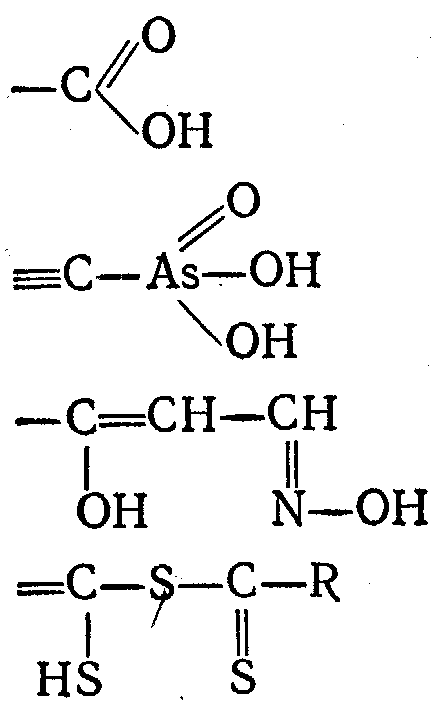 O
—C
OH
O
≡C—As—OH
OH
—C=CH—CH
OH N—OH
=C—S—C—R
HS S